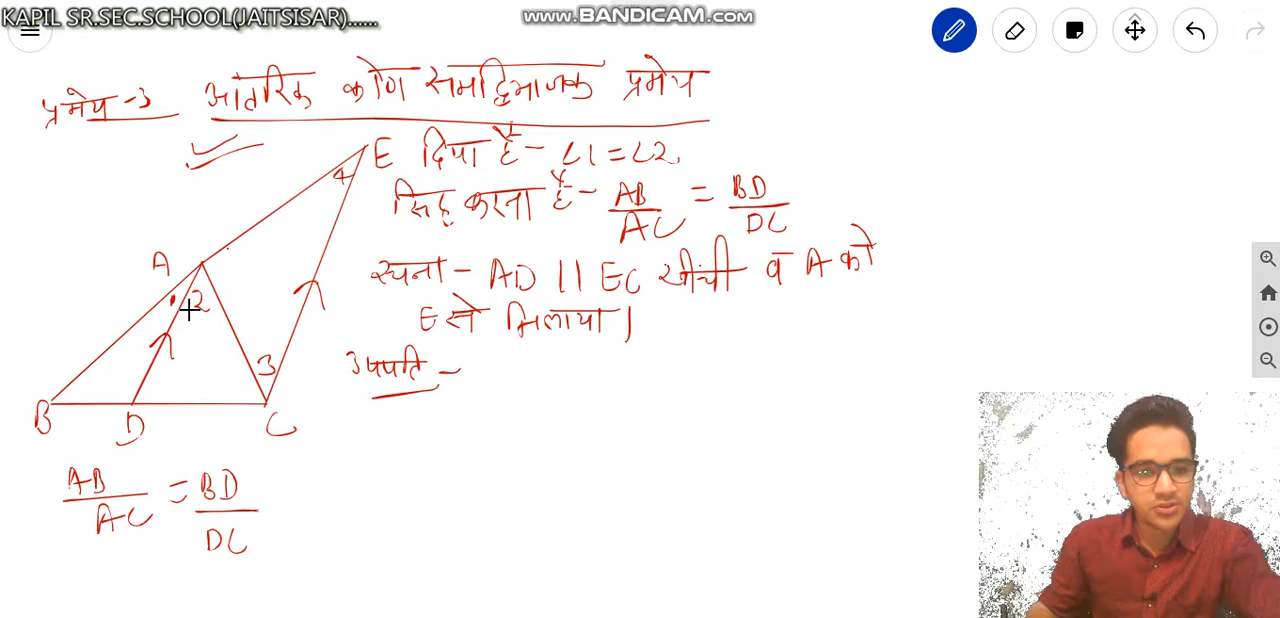 KAPIL SR.SEC.SCHOOL(JAITSISAR)......
www.BANDICAM.com
प्रमेय-3 आंतरिक कोण समद्विभाजक प्रमेय
दिया है - ∠1 = ∠2.
सिद्ध करना है - AB/AC = BD/DC
रचना - AD || EC खींची व A को
E से मिलाया।
उपपति -
E
4
A
2
3
B
D
C
AB/AC = BD/DC